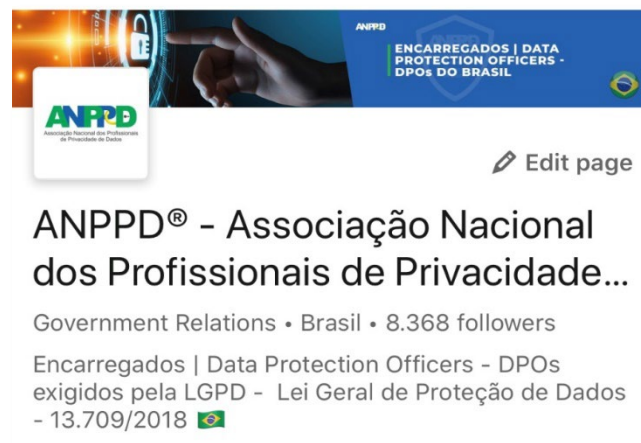 ANPPD
ENCARREGADOS | DATA
PROTECTION OFFICERS -
DPOs DO BRASIL
ANPPD
Associação Nacional dos Profissionais
de Privacidade de Dados
Edit page
ANPPD® - Associação Nacional
dos Profissionais de Privacidade...
Government Relations • Brasil • 8.368 followers
Encarregados | Data Protection Officers - DPOs
exigidos pela LGPD - Lei Geral de Proteção de Dados
- 13.709/2018 🇧🇷